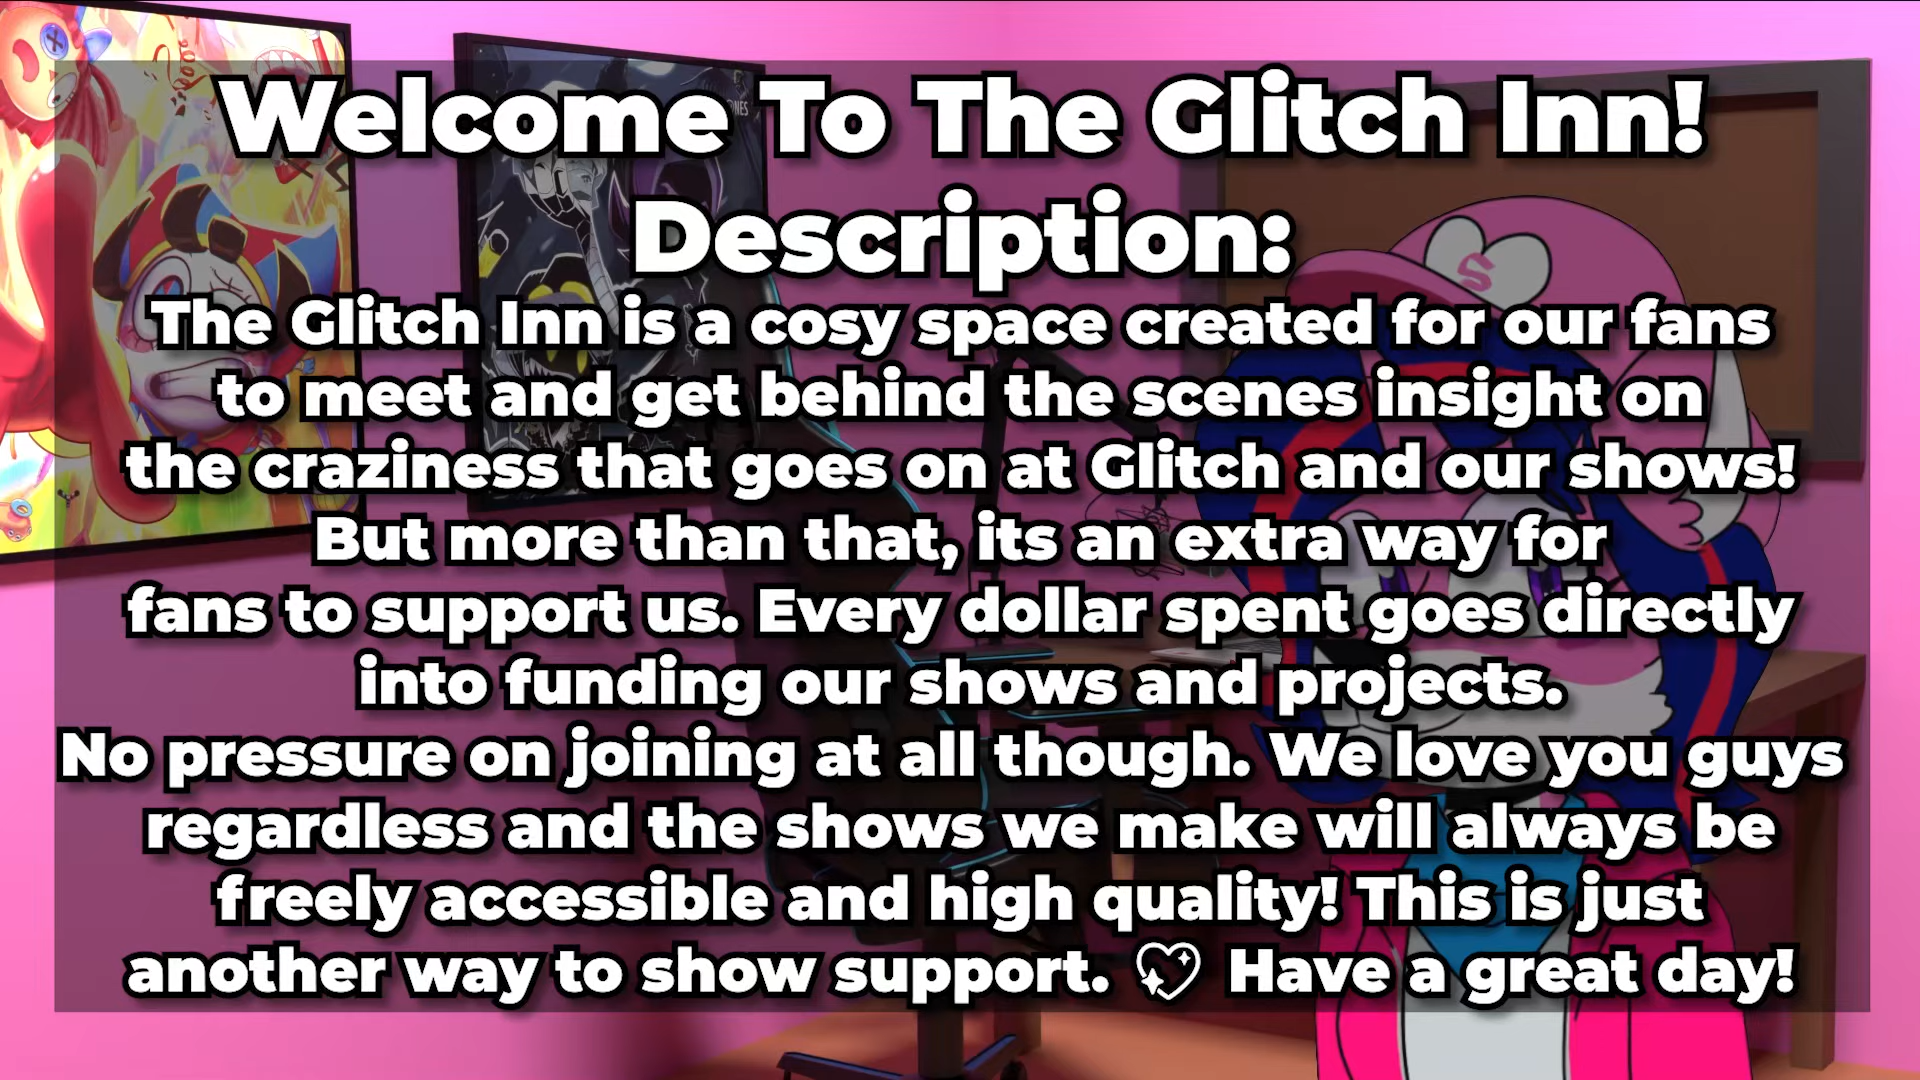 Welcome To The Glitch Inn!
Description:
The Glitch Inn is a cosy space created for our fans
to meet and get behind the scenes insight on
the craziness that goes on at Glitch and our shows!
But more than that, its an extra way for
fans to support us. Every dollar spent goes directly
into funding our shows and projects.
No pressure on joining at all though. We love you guys
regardless and the shows we make will always be
freely accessible and high quality! This is just
another way to show support. 💖 Have a great day!
S